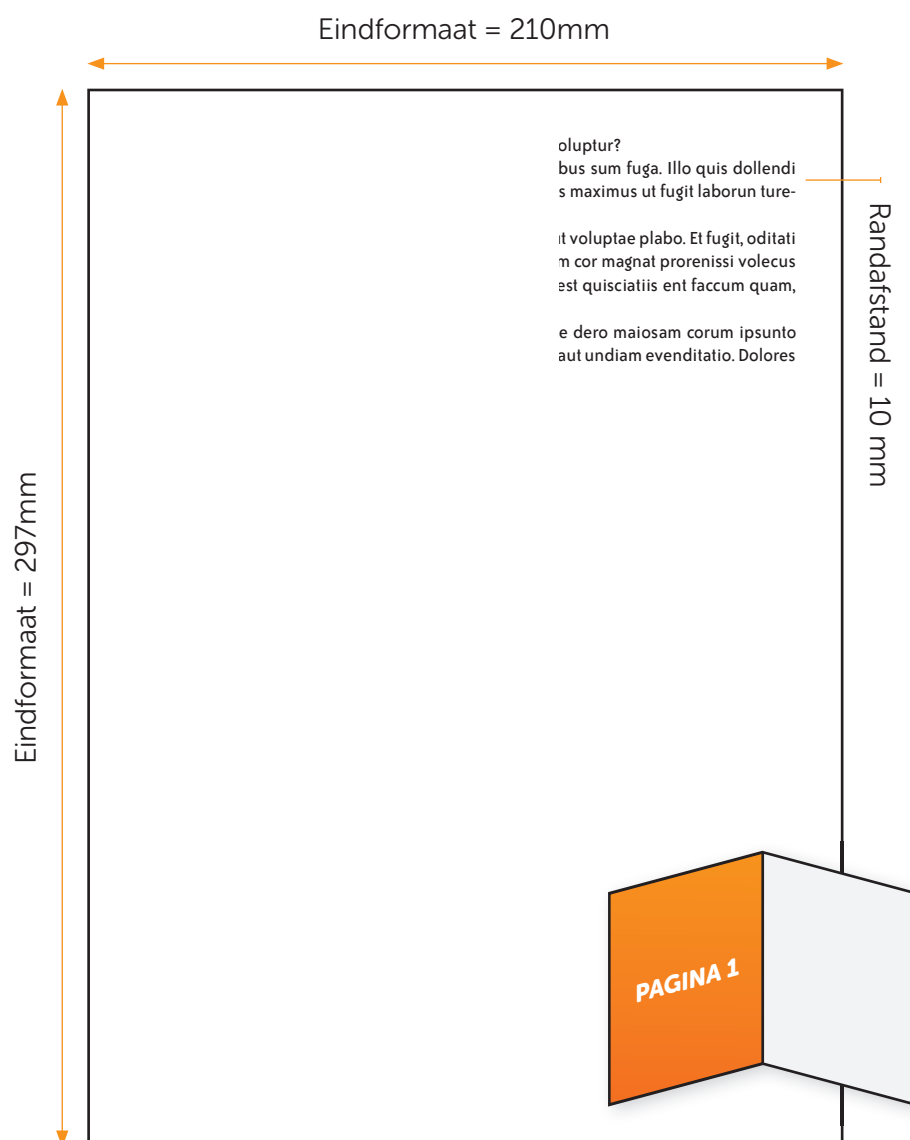 Eindformaat = 210mm
oluptur?
bus sum fuga. Illo quis dollendi
s maximus ut fugit laborun ture-
t voluptae plabo. Et fugit, oditati
m cor magnat prorenissi volecus
est quisciatiis ent faccum quam,
e dero maiosam corum ipsunto
aut undiam evenditatio. Dolores
Randafstand = 10 mm
Eindformaat = 297mm
PAGINA 1